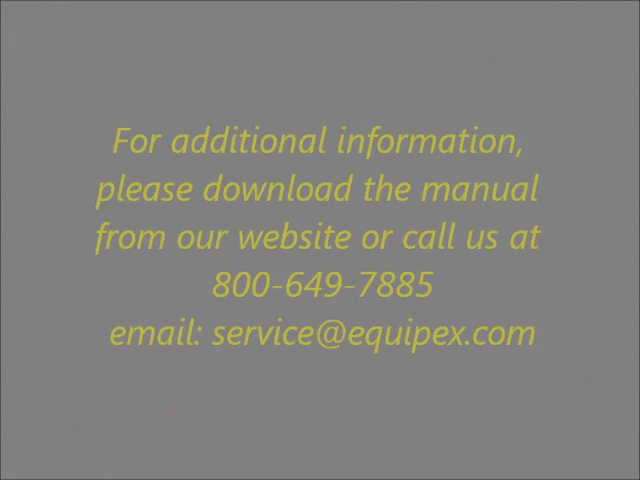 For additional information,
please download the manual
from our website or call us at
800-649-7885
email: service@equipex.com